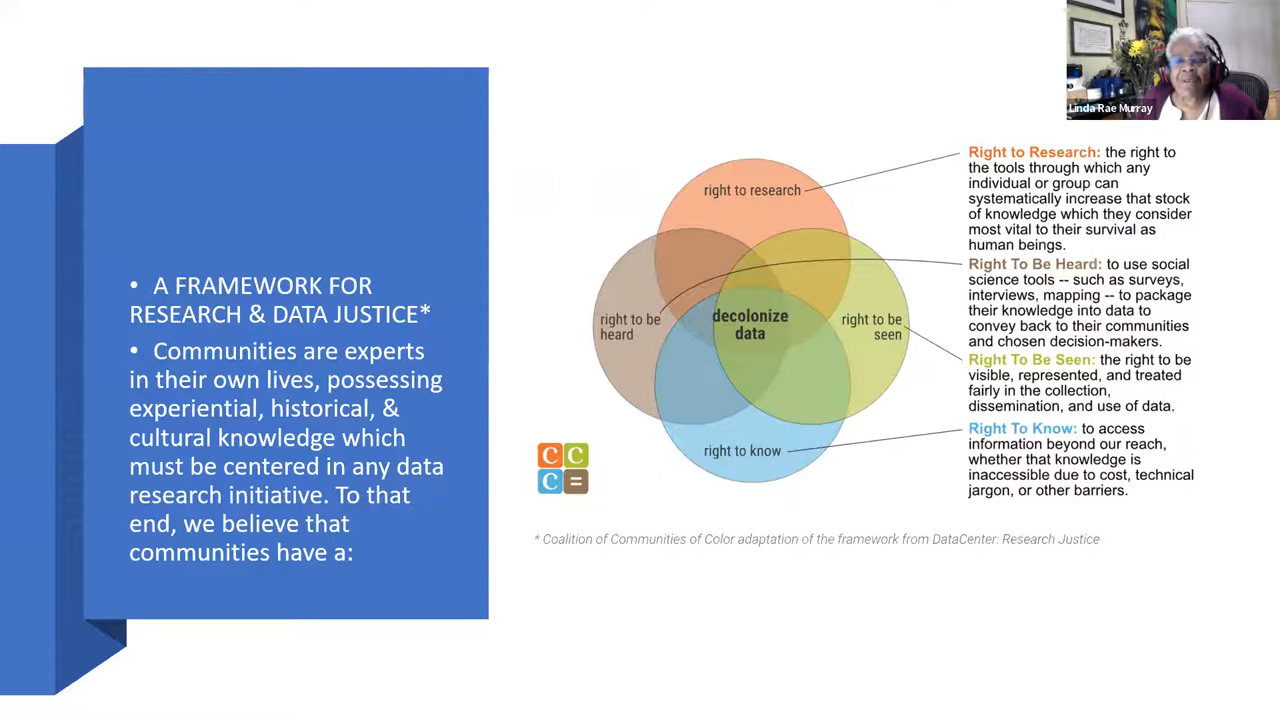 Linda Rae Murray
• A FRAMEWORK FOR
RESEARCH & DATA JUSTICE*
• Communities are experts
in their own lives, possessing
experiential, historical, &
cultural knowledge which
must be centered in any data
research initiative. To that
end, we believe that
communities have a:
right to research
right to be
heard
decolonize
data
right to be
seen
right to know
Right to Research: the right to
the tools through which any
individual or group can
systematically increase that stock
of knowledge which they consider
most vital to their survival as
human beings.
Right To Be Heard: to use social
science tools -- such as surveys,
interviews, mapping -- to package
their knowledge into data to
convey back to their communities
and chosen decision-makers.
Right To Be Seen: the right to be
visible, represented, and treated
fairly in the collection,
dissemination, and use of data.
Right To Know: to access
information beyond our reach,
whether that knowledge is
inaccessible due to cost, technical
jargon, or other barriers.
C C
C =
* Coalition of Communities of Color adaptation of the framework from DataCenter: Research Justice